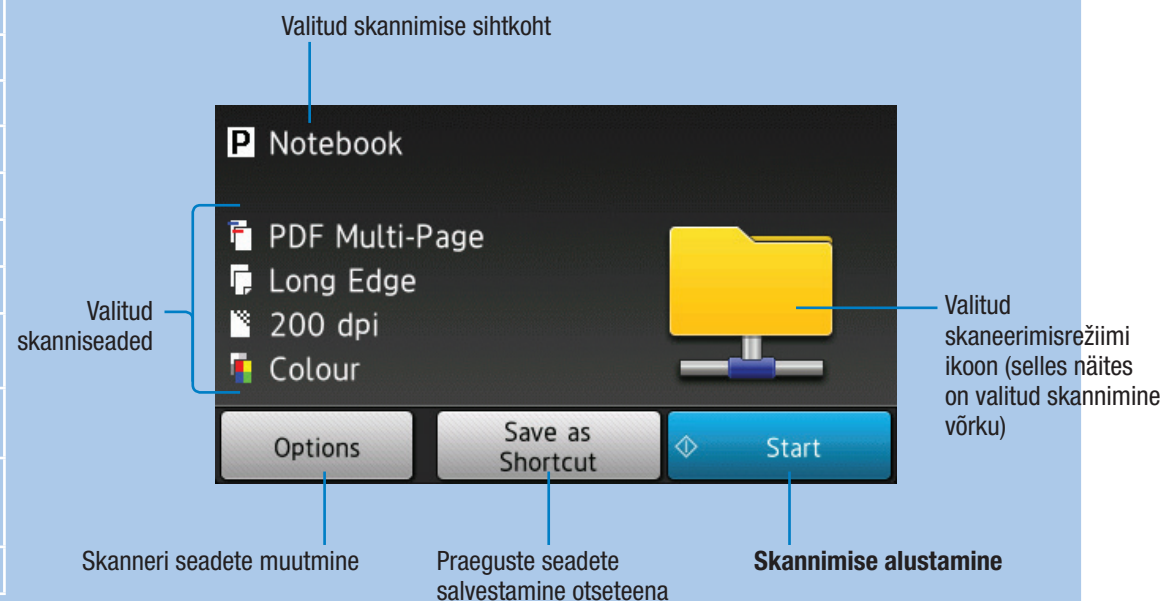 Valitud skannimise sihtkoht
P Notebook
PDF Multi-Page
Long Edge
200 dpi
Colour
Valitud
skanniseaded
Valitud
skaneerimisrežiimi
ikoon (selles näites
on valitud skannimine
võrku)
Options
Save as
Shortcut
Start
Skanneri seadete muutmine
Praeguste seadete
salvestamine otseteena
Skannimise alustamine